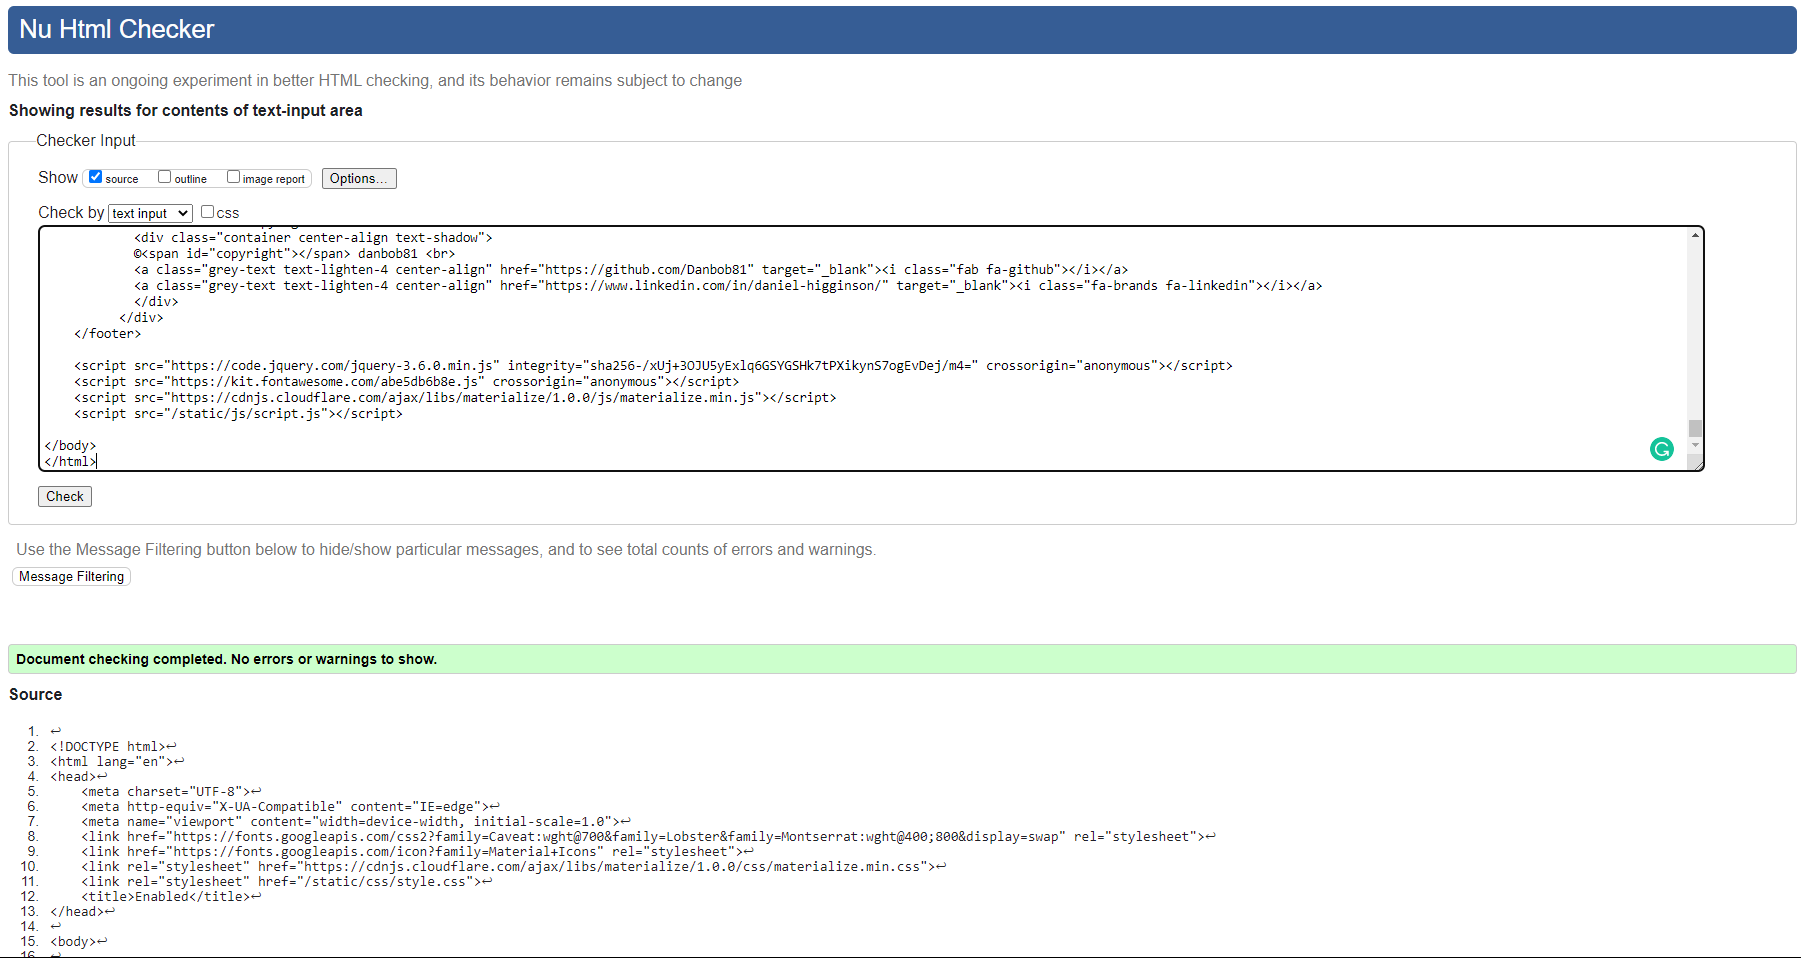 Nu Html Checker
This tool is an ongoing experiment in better HTML checking, and its behavior remains subject to change
Showing results for contents of text-input area
Checker Input
Show source outline image report Options...
Check by text input css
<div class="container center-align text-shadow">
©<span id="copyright"></span> danbob81 <br>
<a class="grey-text text-lighten-4 center-align" href="https://github.com/Danbob81" target="_blank"><i class="fab fa-github"></i></a>
<a class="grey-text text-lighten-4 center-align" href="https://www.linkedin.com/in/daniel-higginson/" target="_blank"><i class="fa-brands fa-linkedin"></i></a>
</div>
</div>
</footer>
<script src="https://code.jquery.com/jquery-3.6.0.min.js" integrity="sha256-/xUj+3OJU5yExlq6GSYGSHk7tPXikynS7ogEvDej/m4=" crossorigin="anonymous"></script>
<script src="https://kit.fontawesome.com/abe5db6b8e.js" crossorigin="anonymous"></script>
<script src="https://cdnjs.cloudflare.com/ajax/libs/materialize/1.0.0/js/materialize.min.js"></script>
<script src="/static/js/script.js"></script>
</body>
</html>
Check
Use the Message Filtering button below to hide/show particular messages, and to see total counts of errors and warnings.
Message Filtering
Document checking completed. No errors or warnings to show.
Source
1. ↩
2. <!DOCTYPE html>↩
3. <html lang="en">↩
4. <head>↩
5. <meta charset="UTF-8">↩
6. <meta http-equiv="X-UA-Compatible" content="IE=edge">↩
7. <meta name="viewport" content="width=device-width, initial-scale=1.0">↩
8. <link href="https://fonts.googleapis.com/css2?family=Caveat:wght@700&family=Lobster&family=Montserrat:wght@400;800&display=swap" rel="stylesheet">↩
9. <link href="https://fonts.googleapis.com/icon?family=Material+Icons" rel="stylesheet">↩
10. <link rel="stylesheet" href="https://cdnjs.cloudflare.com/ajax/libs/materialize/1.0.0/css/materialize.min.css">↩
11. <link rel="stylesheet" href="/static/css/style.css">↩
12. <title>Enabled</title>↩
13. </head>↩
14. ↩
15. <body>↩
16. ↩